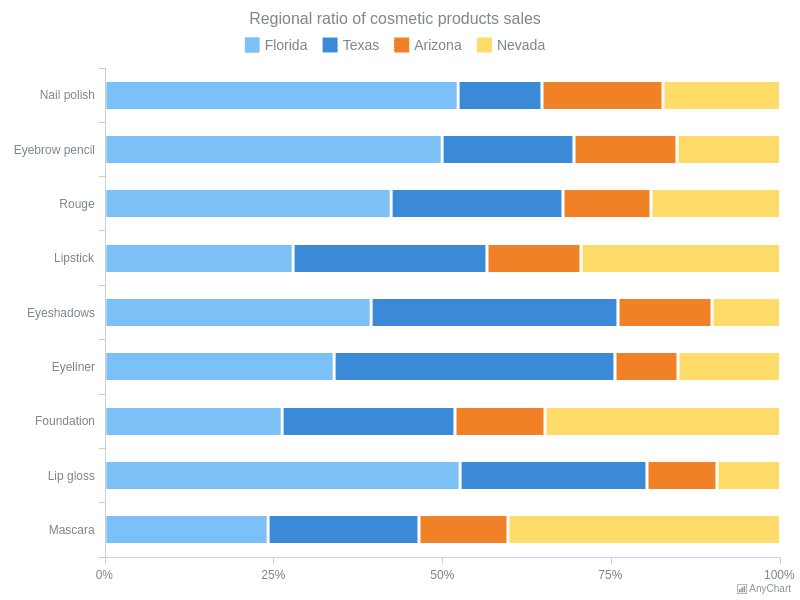 Regional ratio of cosmetic products sales
Florida Texas Arizona Nevada
Nail polish
Eyebrow pencil
Rouge
Lipstick
Eyeshadows
Eyeliner
Foundation
Lip gloss
Mascara
0% 25% 50% 75% 100%
AnyChart